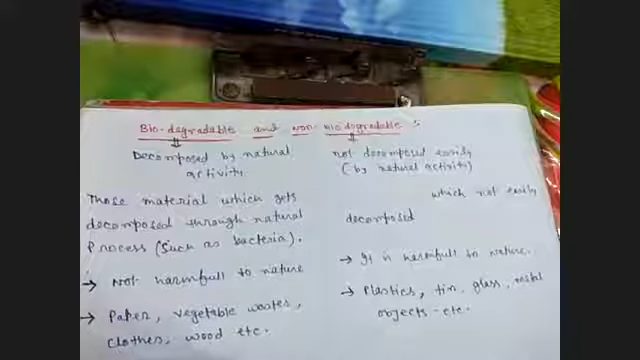 Bio-degradable and non-biodegradable :
Decomposed by natural activity
Those material which gets
decomposed through natural
Process (such as bacteria).
→ Not harmfull to nature
→ Paper, vegetable wastes,
clothes, wood etc.
not decomposed easily
(by natural activity)
which not easily
decomposed
→ It is harmfull to nature.
→ Plastics, tin, glass, metal
objects - etc.